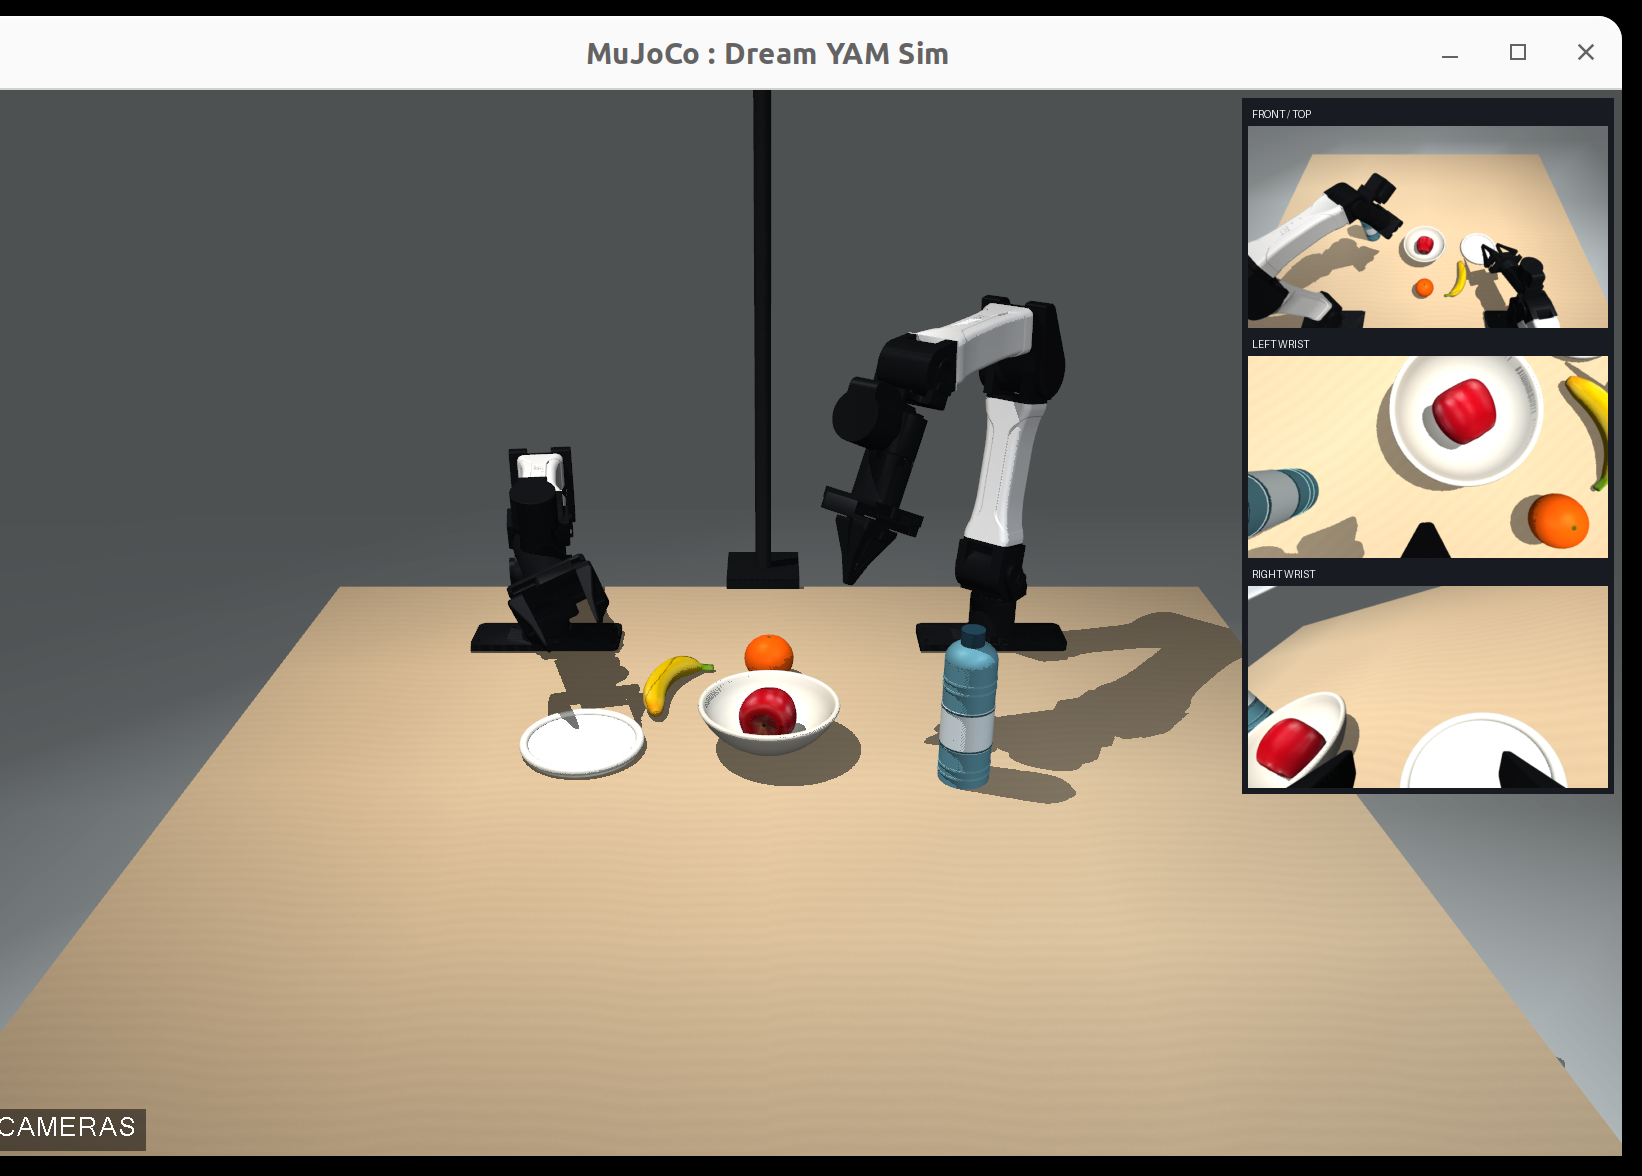 MuJoCo : Dream YAM Sim
FRONT / TOP
LEFT WRIST
RIGHT WRIST
CAMERAS